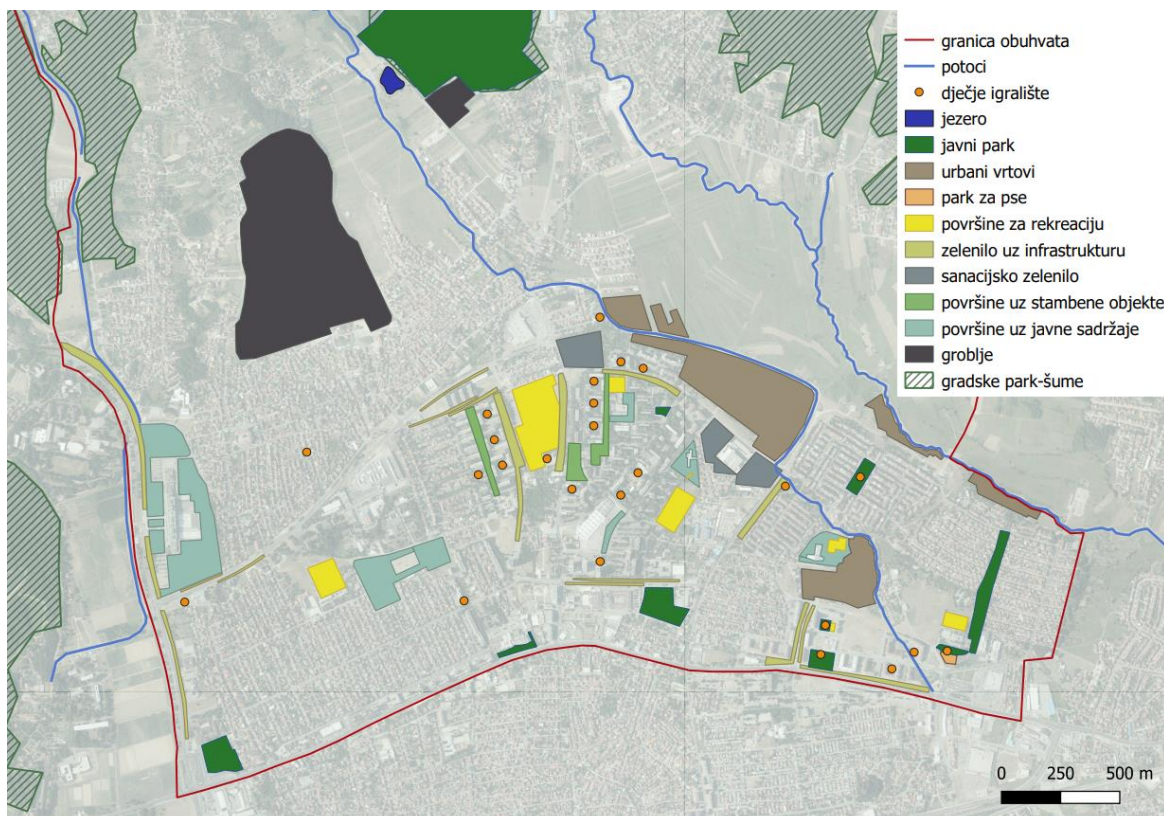 granica obuhvata
potoci
dječje igralište
jezero
javni park
urbani vrtovi
park za pse
površine za rekreaciju
zelenilo uz infrastrukturu
sanacijsko zelenilo
površine uz stambene objekte
površine uz javne sadržaje
groblje
gradske park-šume
0 250 500 m